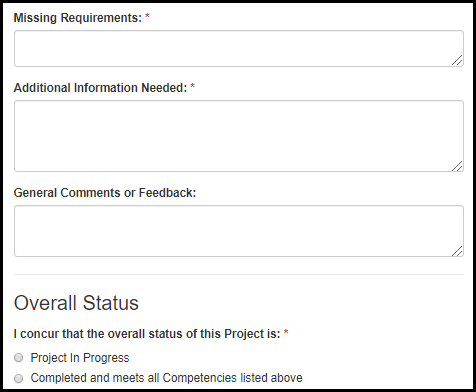 Missing Requirements: *
Additional Information Needed: *
General Comments or Feedback:
Overall Status
I concur that the overall status of this Project is: *
Project In Progress
Completed and meets all Competencies listed above